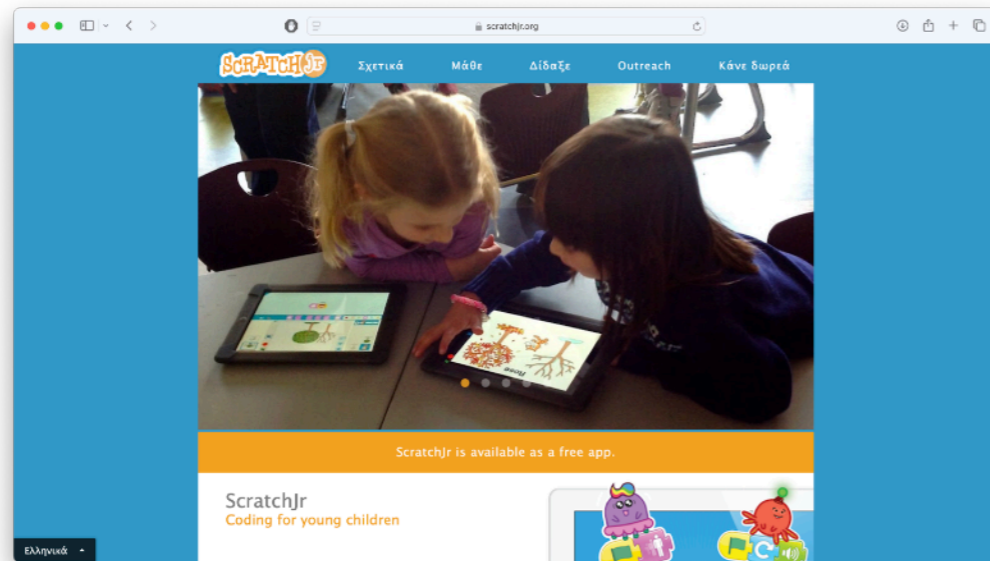 scratchjr.org
SCRATCHJr
Σχετικά Μάθε Δίδαξε Outreach Κάνε δωρεά
Rose
ScratchJr is available as a free app.
ScratchJr
Coding for young children
Ελληνικά